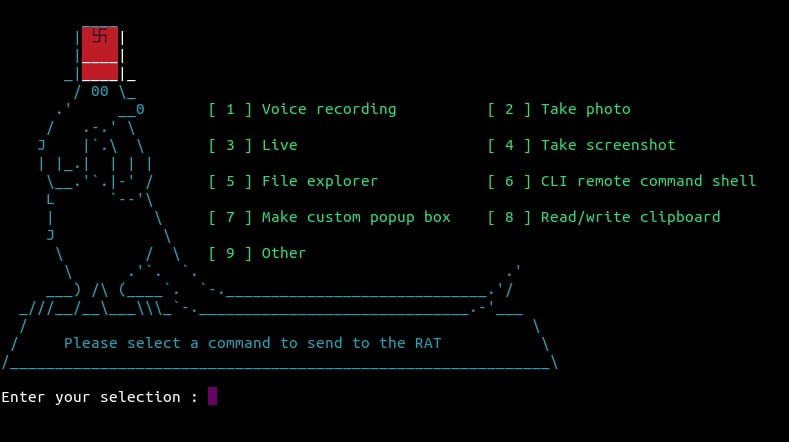 卐
[ 1 ] Voice recording [ 2 ] Take photo
[ 3 ] Live [ 4 ] Take screenshot
[ 5 ] File explorer [ 6 ] CLI remote command shell
[ 7 ] Make custom popup box [ 8 ] Read/write clipboard
[ 9 ] Other
Please select a command to send to the RAT
Enter your selection :